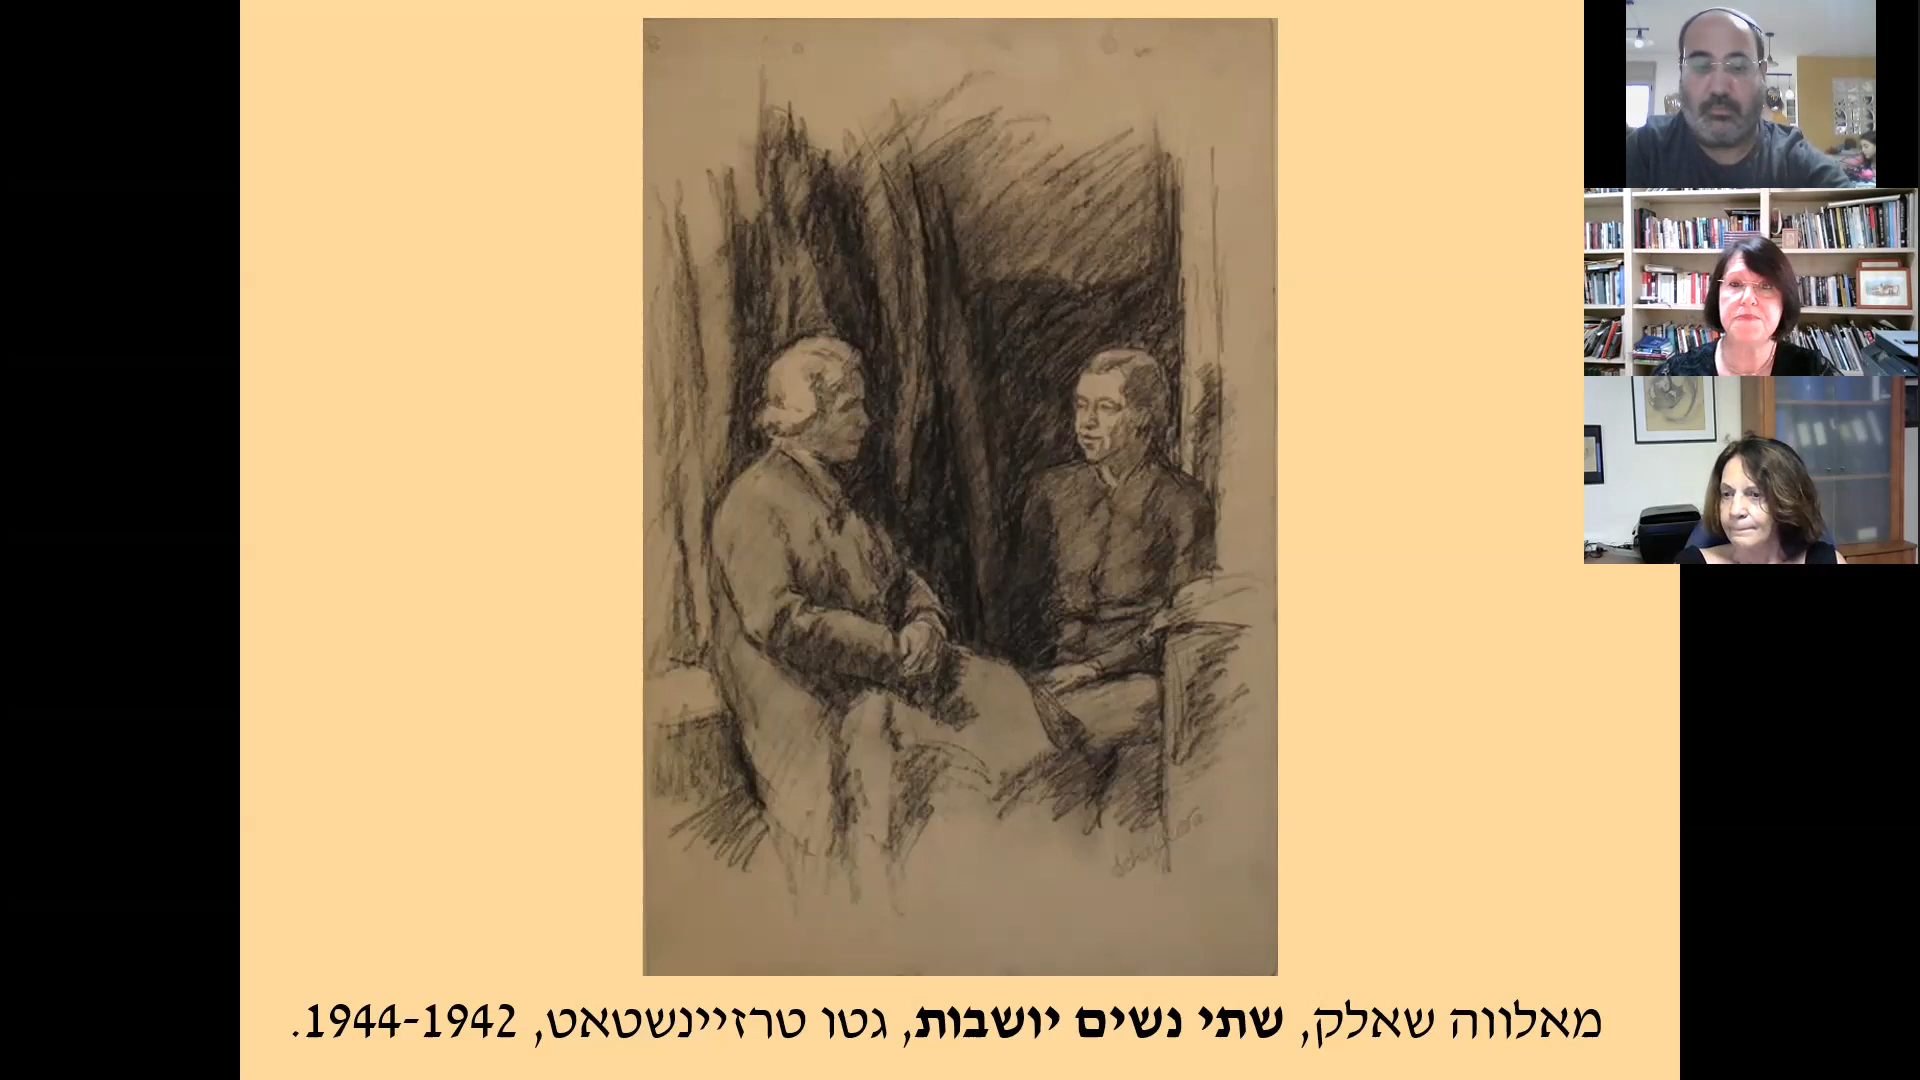 מאלווה שאלק, שתי נשים יושבות, גטו טרזיינשטאט, 1944-1942.